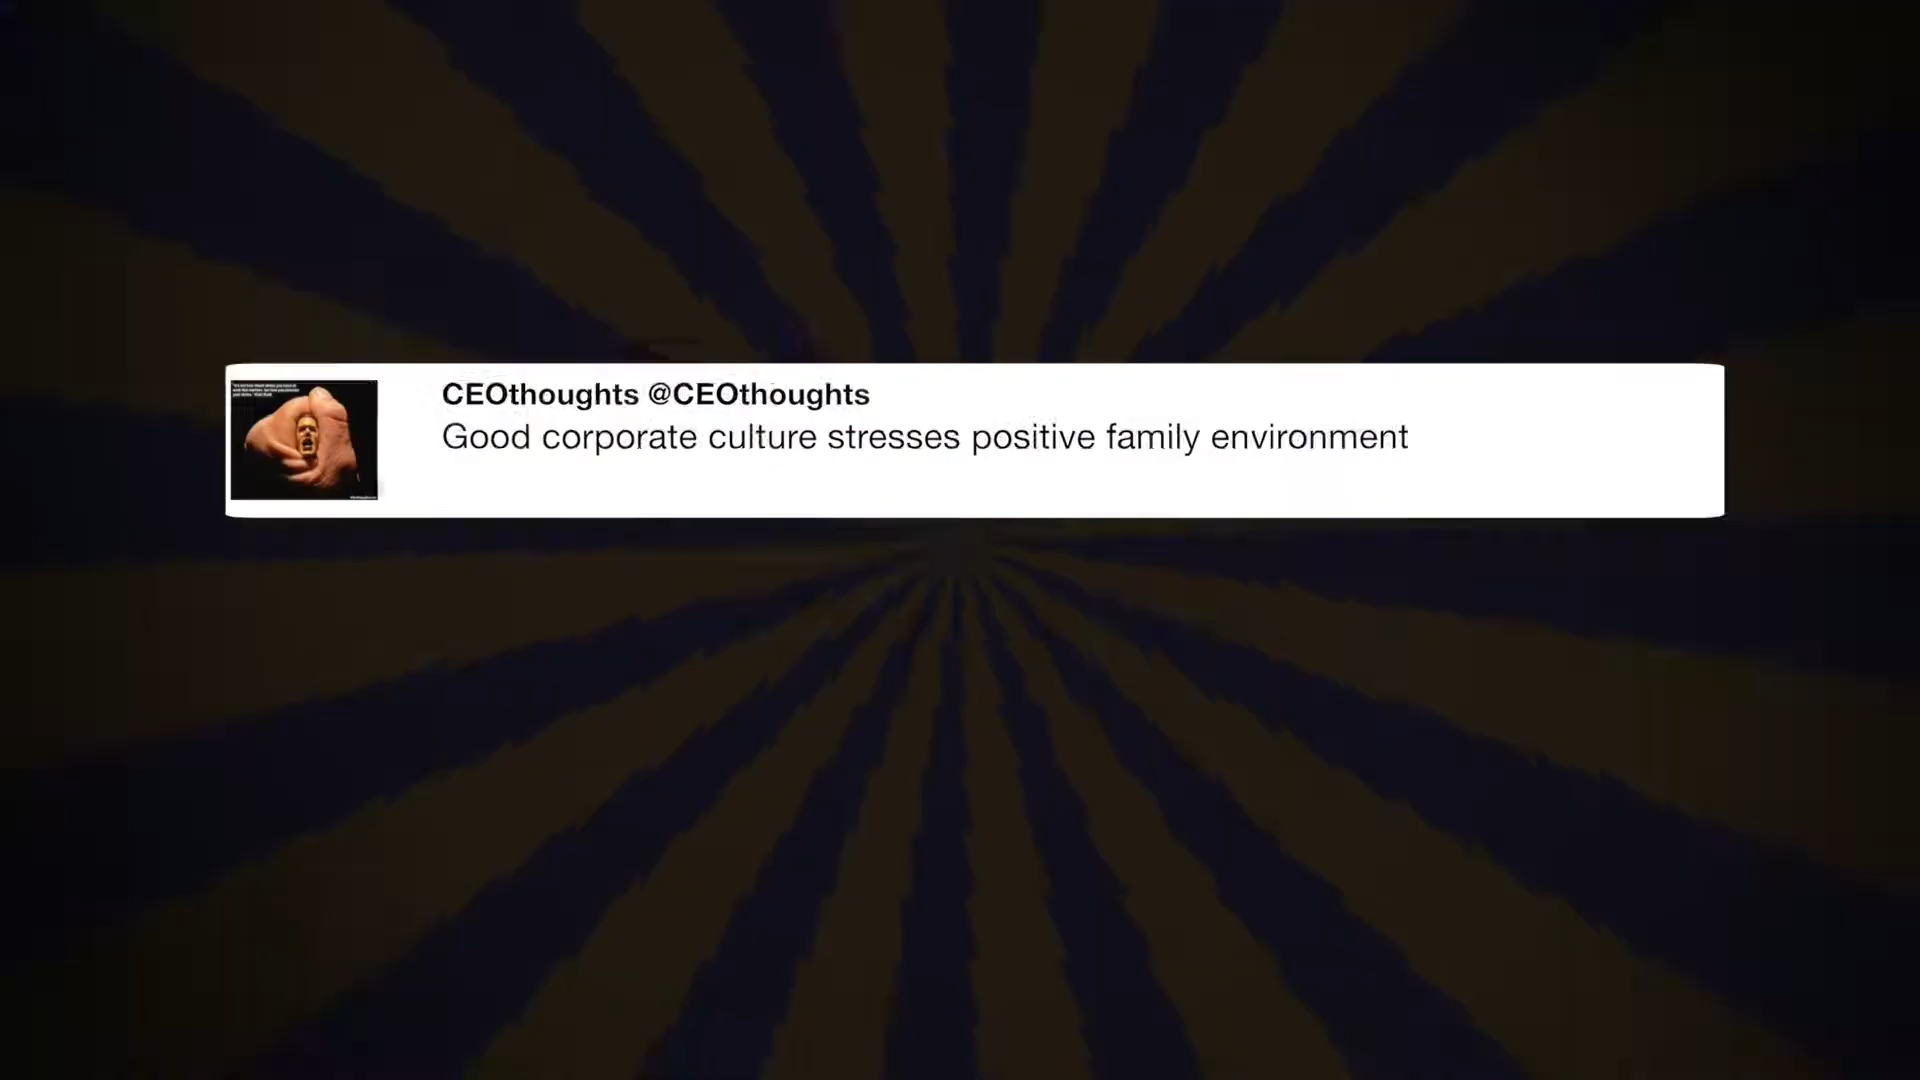 CEOthoughts @CEOthoughts
Good corporate culture stresses positive family environment